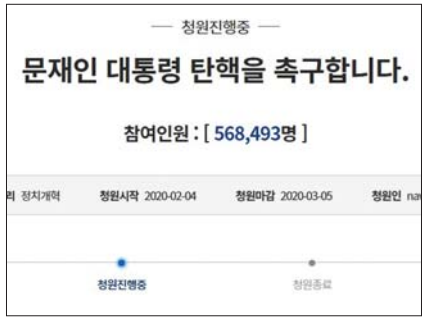 청원진행중
문재인 대통령 탄핵을 촉구합니다.
참여인원 : [ 568,493명 ]
리 정치개혁 청원시작 2020-02-04 청원마감 2020-03-05 청원인 nav
청원진행중 청원종료